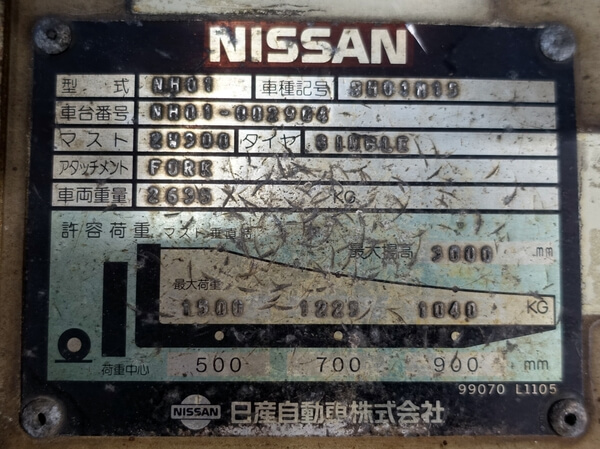 NISSAN
型式 NH01 車種記号
車台番号 NH01-002904
マスト 2W300 タイヤ SINGLE
アタッチメント FORK
車両重量 KG
許容荷重 マスト垂直時
最大揚高 3000 mm
最大荷重
1500 1225 1040 KG
荷重中心 500 700 900 mm
99070 L1105
NISSAN 日産自動車株式会社